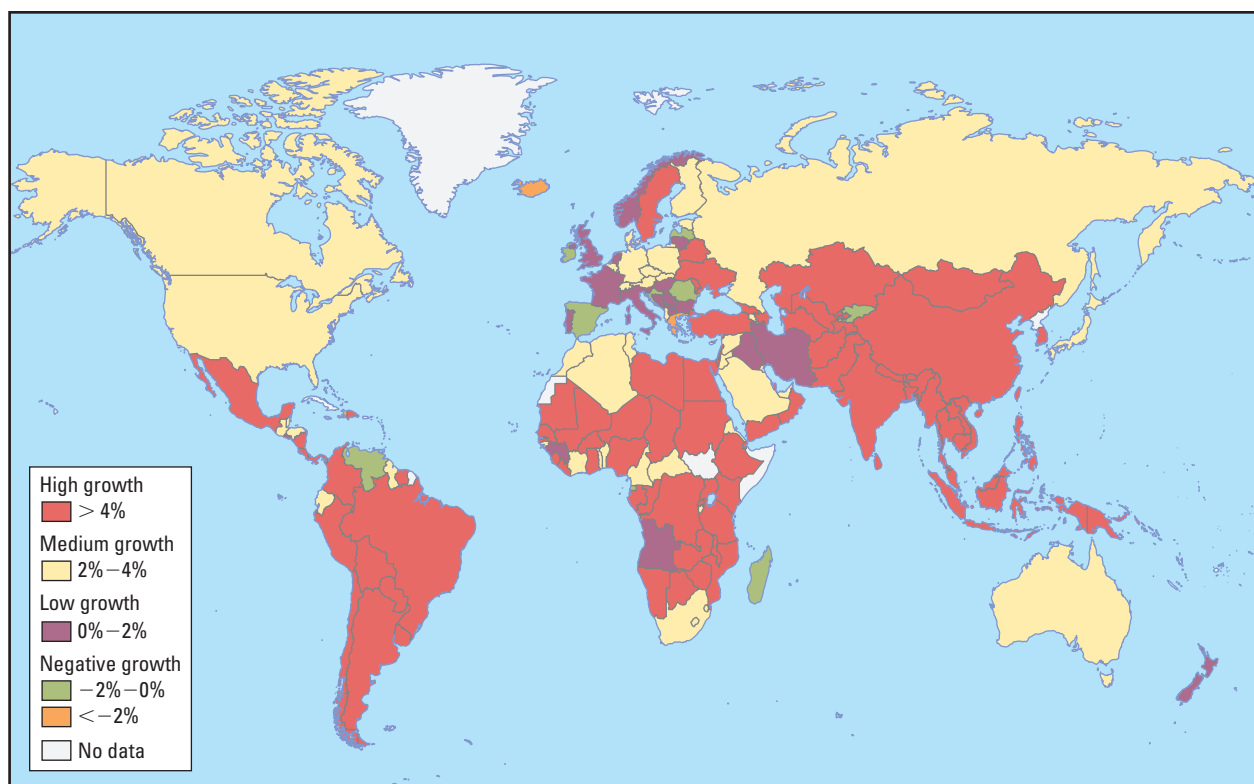 High growth
> 4%
Medium growth
2%–4%
Low growth
0%–2%
Negative growth
–2%–0%
< –2%
No data